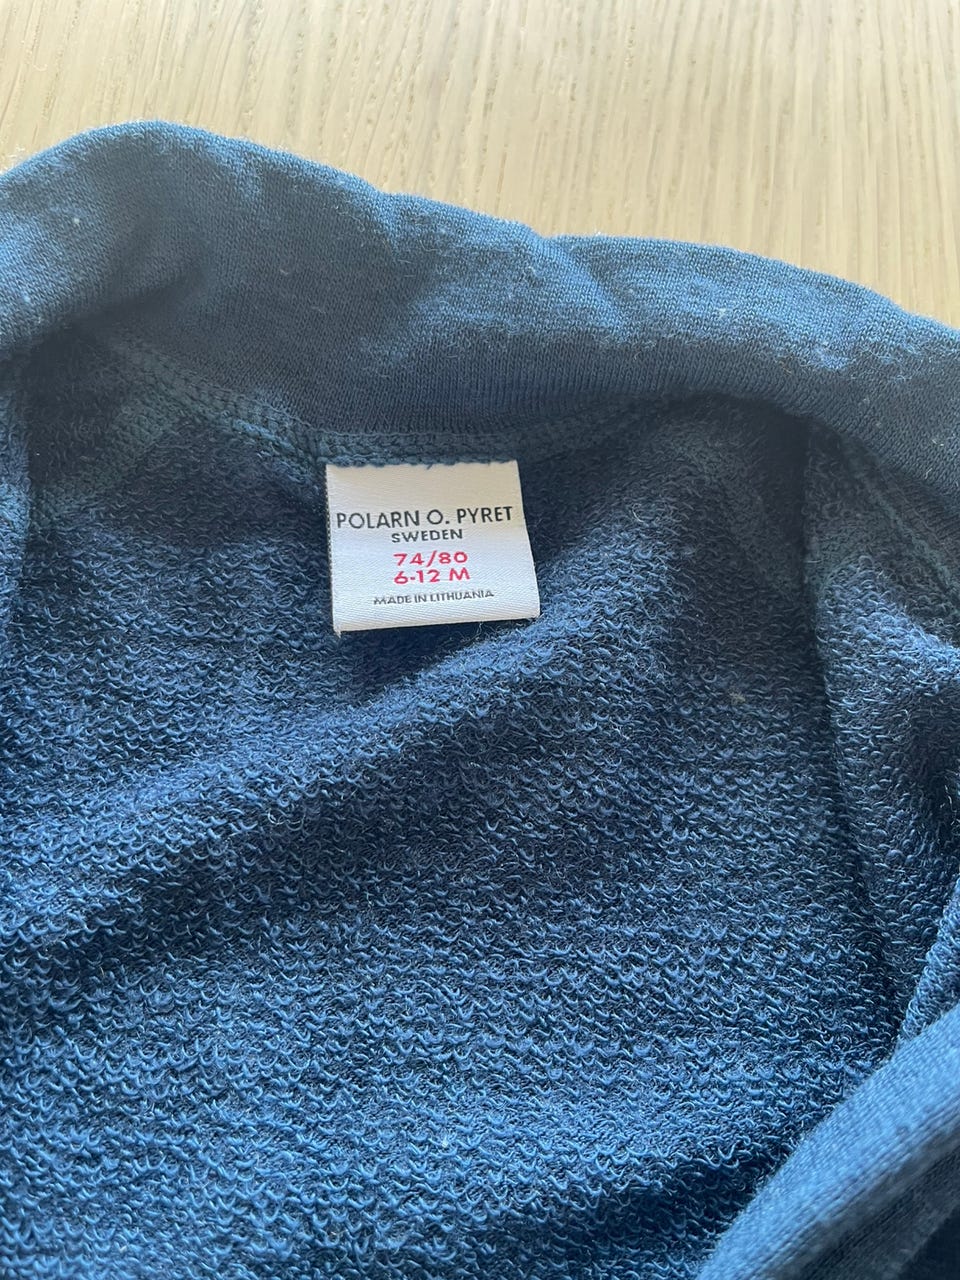 POLARN O. PYRET
SWEDEN
74/80
6-12 M
MADE IN LITHUANIA